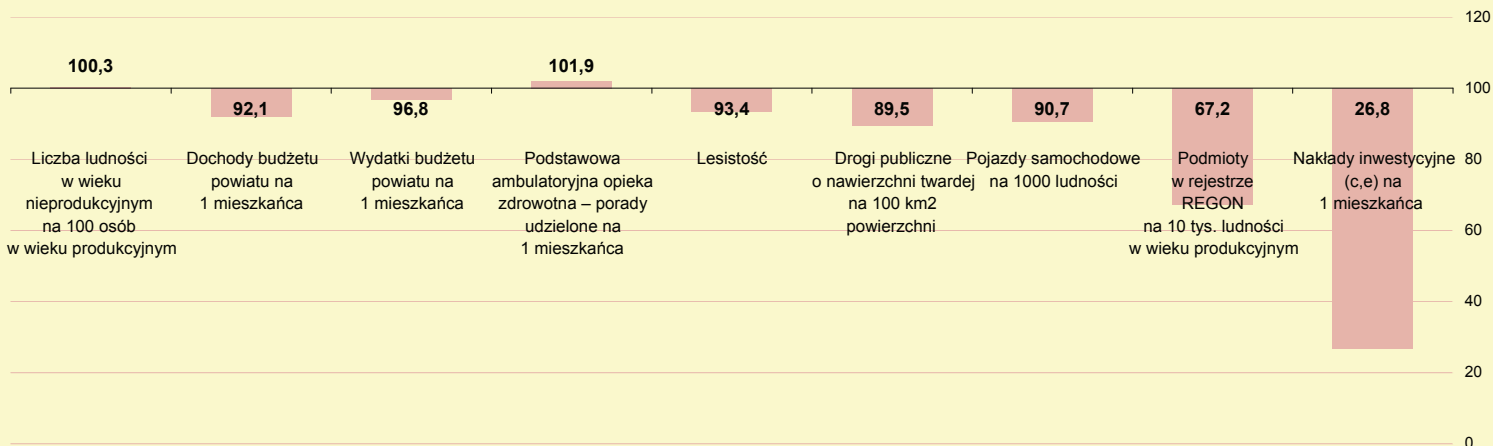 120
100,3
101,9
100
92,1
96,8
93,4
89,5
90,7
67,2
26,8
Liczba ludności
w wieku
nieprodukcyjnym
na 100 osób
w wieku produkcyjnym
Dochody budżetu
powiatu na
1 mieszkańca
Wydatki budżetu
powiatu na
1 mieszkańca
Podstawowa
ambulatoryjna opieka
zdrowotna – porady
udzielone na
1 mieszkańca
Lesistość
Drogi publiczne
o nawierzchni twardej
na 100 km2
powierzchni
Pojazdy samochodowe
na 1000 ludności
Podmioty
w rejestrze
REGON
na 10 tys. ludności
w wieku produkcyjnym
Nakłady inwestycyjne
(c,e) na
1 mieszkańca
80
60
40
20
0